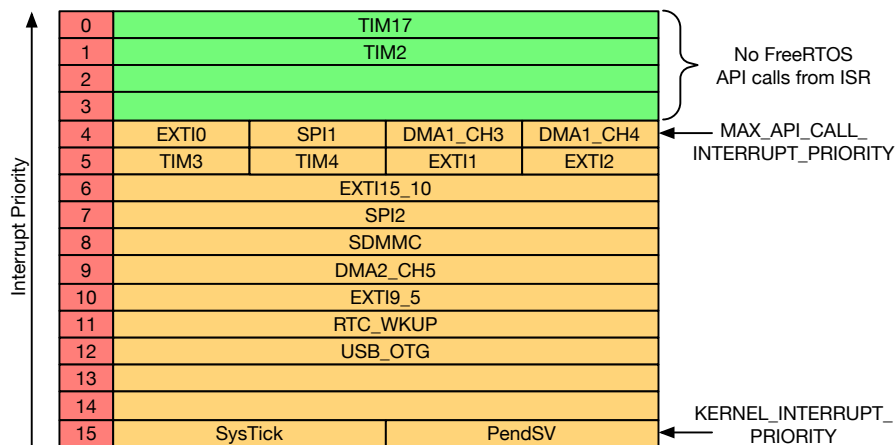 0 TIM17
1 TIM2
2
3
No FreeRTOS
API calls from ISR
4 EXTI0 SPI1 DMA1_CH3 DMA1_CH4
MAX_API_CALL_
INTERRUPT_PRIORITY
5 TIM3 TIM4 EXTI1 EXTI2
6 EXTI15_10
7 SPI2
8 SDMMC
9 DMA2_CH5
10 EXTI9_5
11 RTC_WKUP
12 USB_OTG
13
14
15 SysTick PendSV
KERNEL_INTERRUPT_
PRIORITY
Interrupt Priority